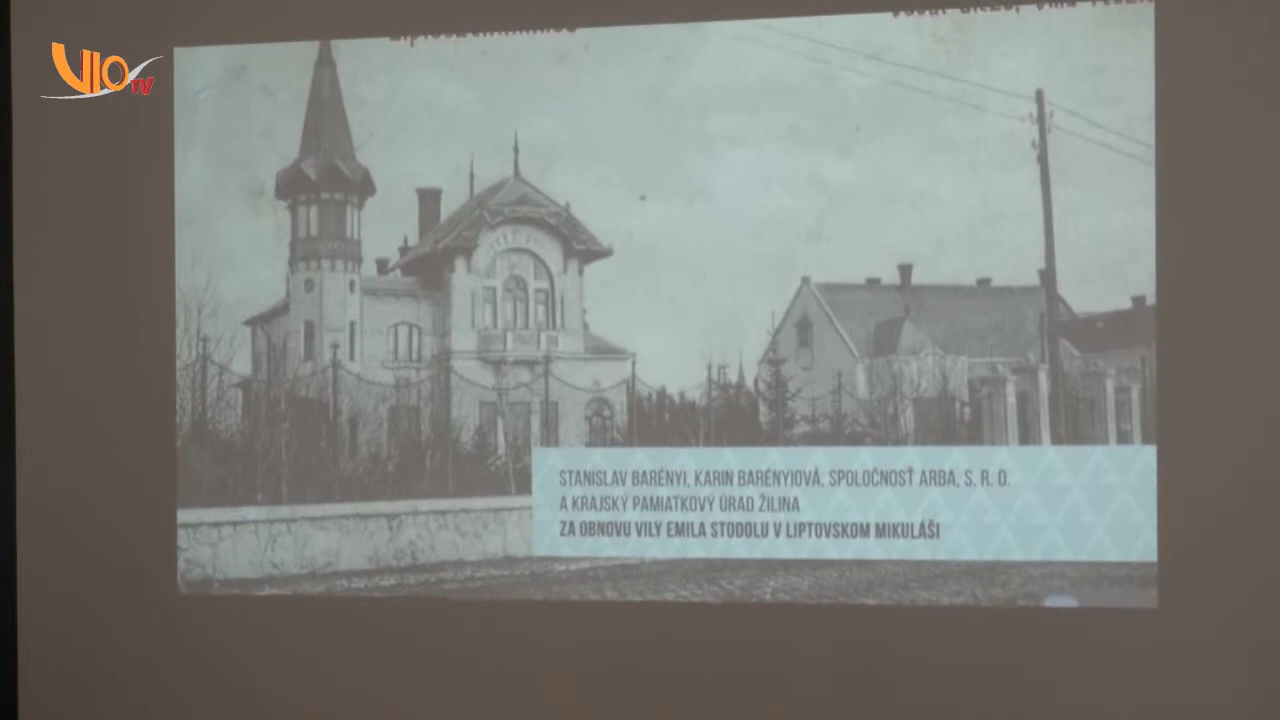 VIO TV
STANISLAV BARÉNYI, KARIN BARÉNYIOVÁ, SPOLOČNOSŤ ARBA, S. R. O.
A KRAJSKÝ PAMIATKOVÝ ÚRAD ŽILINA
ZA OBNOVU VILY EMILA STODOLU V LIPTOVSKOM MIKULÁŠI